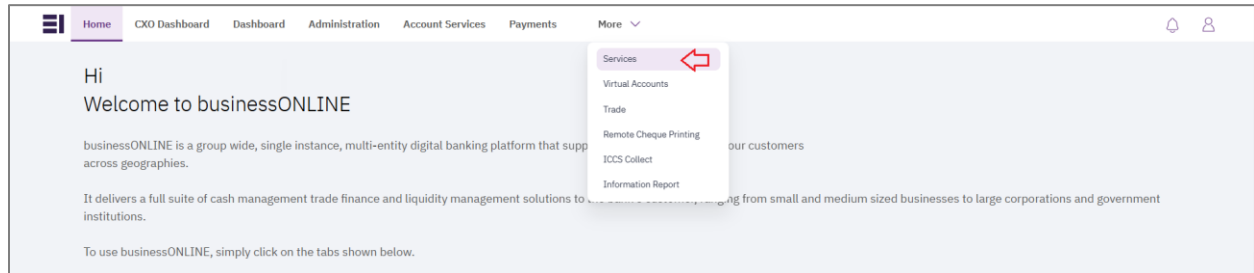 Home CXO Dashboard Dashboard Administration Account Services Payments More
Services
Virtual Accounts
Trade
Remote Cheque Printing
ICCS Collect
Information Report
Hi
Welcome to businessONLINE
businessONLINE is a group wide, single instance, multi-entity digital banking platform that supp our customers
across geographies.
It delivers a full suite of cash management trade finance and liquidity management solutions to ranging from small and medium sized businesses to large corporations and government
institutions.
To use businessONLINE, simply click on the tabs shown below.